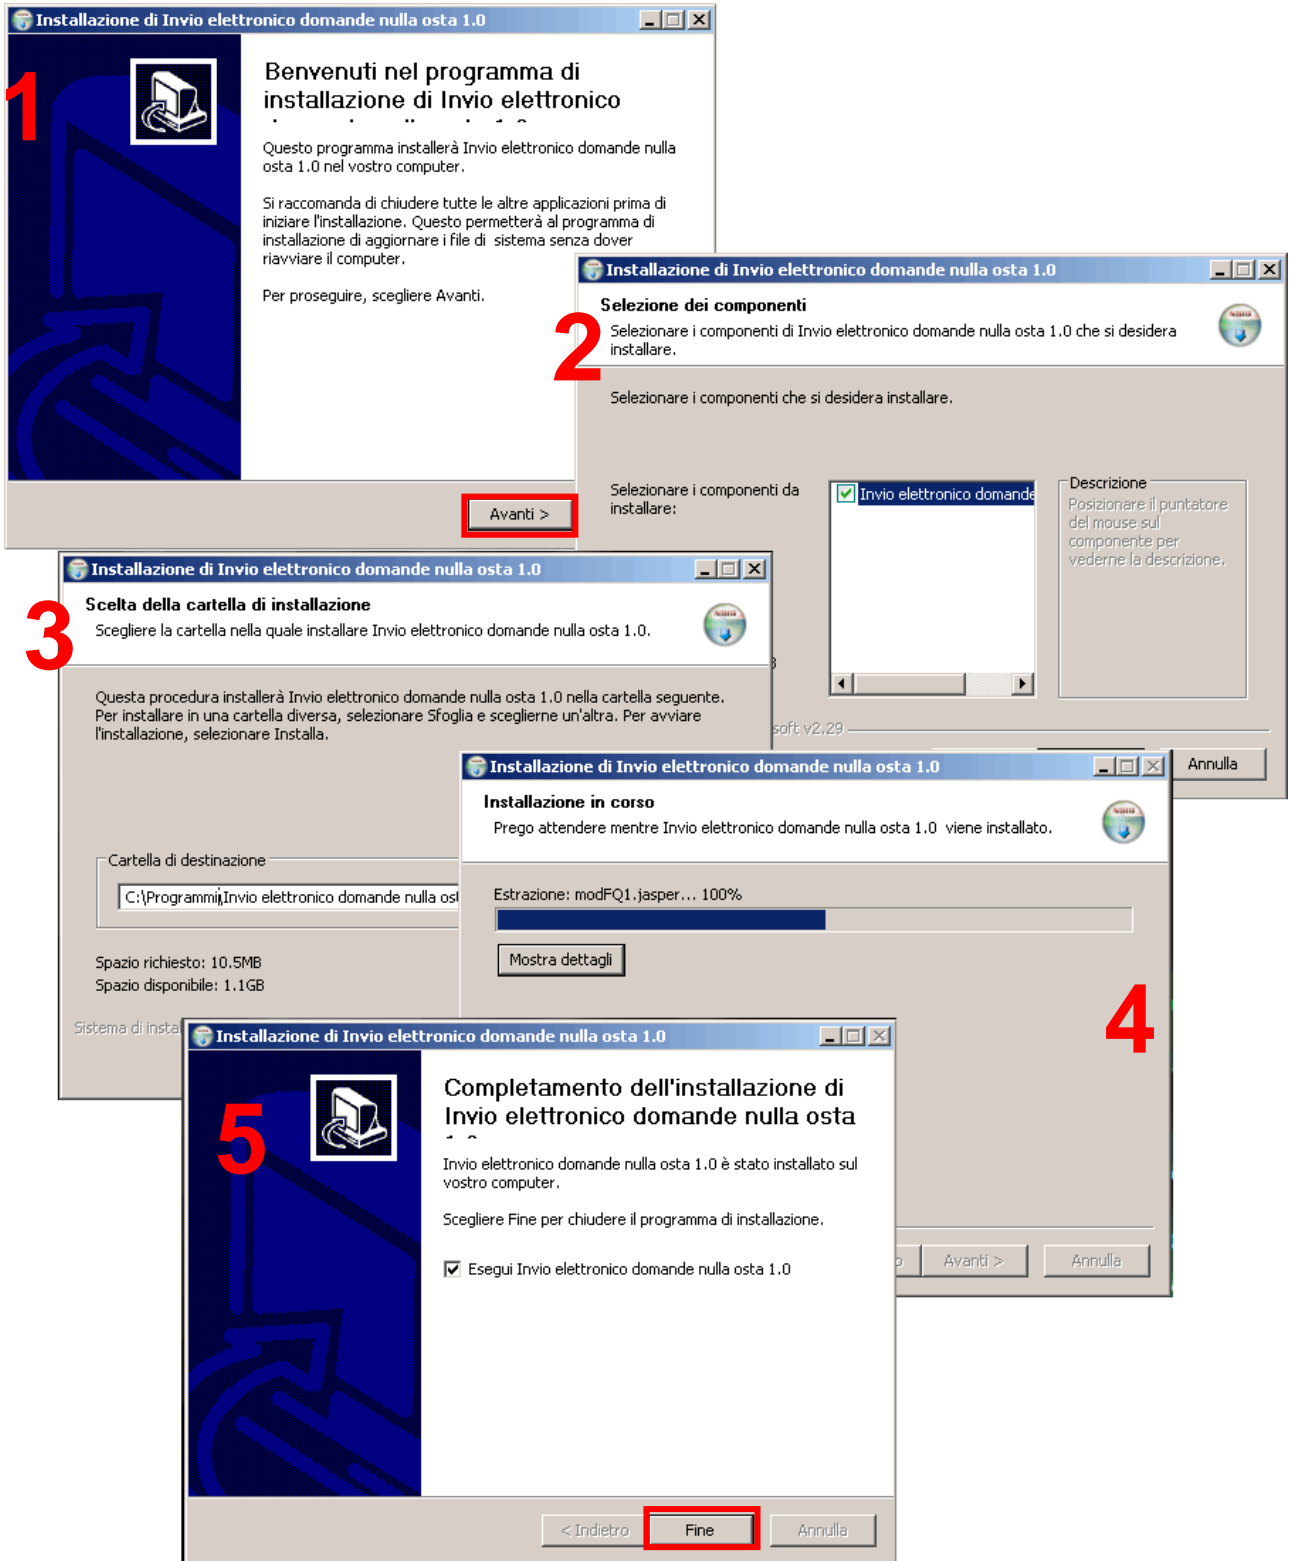 Installazione di Invio elettronico domande nulla osta 1.0
1
Benvenuti nel programma di
installazione di Invio elettronico
Questo programma installerà Invio elettronico domande nulla
osta 1.0 nel vostro computer.
Si raccomanda di chiudere tutte le altre applicazioni prima di
iniziare l'installazione. Questo permetterà al programma di
installazione di aggiornare i file di sistema senza dover
riavviare il computer.
Per proseguire, scegliere Avanti.
Avanti >
Installazione di Invio elettronico domande nulla osta 1.0
2
Selezione dei componenti
Selezionare i componenti di Invio elettronico domande nulla osta 1.0 che si desidera
installare.
Selezionare i componenti che si desidera installare.
Selezionare i componenti da
installare:
Invio elettronico domande
Descrizione
Posizionare il puntatore
del mouse sul
componente per
vederne la descrizione.
soft v2.29
Annulla
Installazione di Invio elettronico domande nulla osta 1.0
3
Scelta della cartella di installazione
Scegliere la cartella nella quale installare Invio elettronico domande nulla osta 1.0.
Questa procedura installerà Invio elettronico domande nulla osta 1.0 nella cartella seguente.
Per installare in una cartella diversa, selezionare Sfoglia e sceglierne un'altra. Per avviare
l'installazione, selezionare Installa.
Cartella di destinazione
C:\Programmi\Invio elettronico domande nulla os
Spazio richiesto: 10.5MB
Spazio disponibile: 1.1GB
Sistema di insta
Installazione di Invio elettronico domande nulla osta 1.0
Installazione in corso
Prego attendere mentre Invio elettronico domande nulla osta 1.0 viene installato.
Estrazione: modFQ1.jasper... 100%
Mostra dettagli
4
o
Avanti >
Annulla
Installazione di Invio elettronico domande nulla osta 1.0
5
Completamento dell'installazione di
Invio elettronico domande nulla osta
Invio elettronico domande nulla osta 1.0 è stato installato sul
vostro computer.
Scegliere Fine per chiudere il programma di installazione.
Esegui Invio elettronico domande nulla osta 1.0
< Indietro
Fine
Annulla